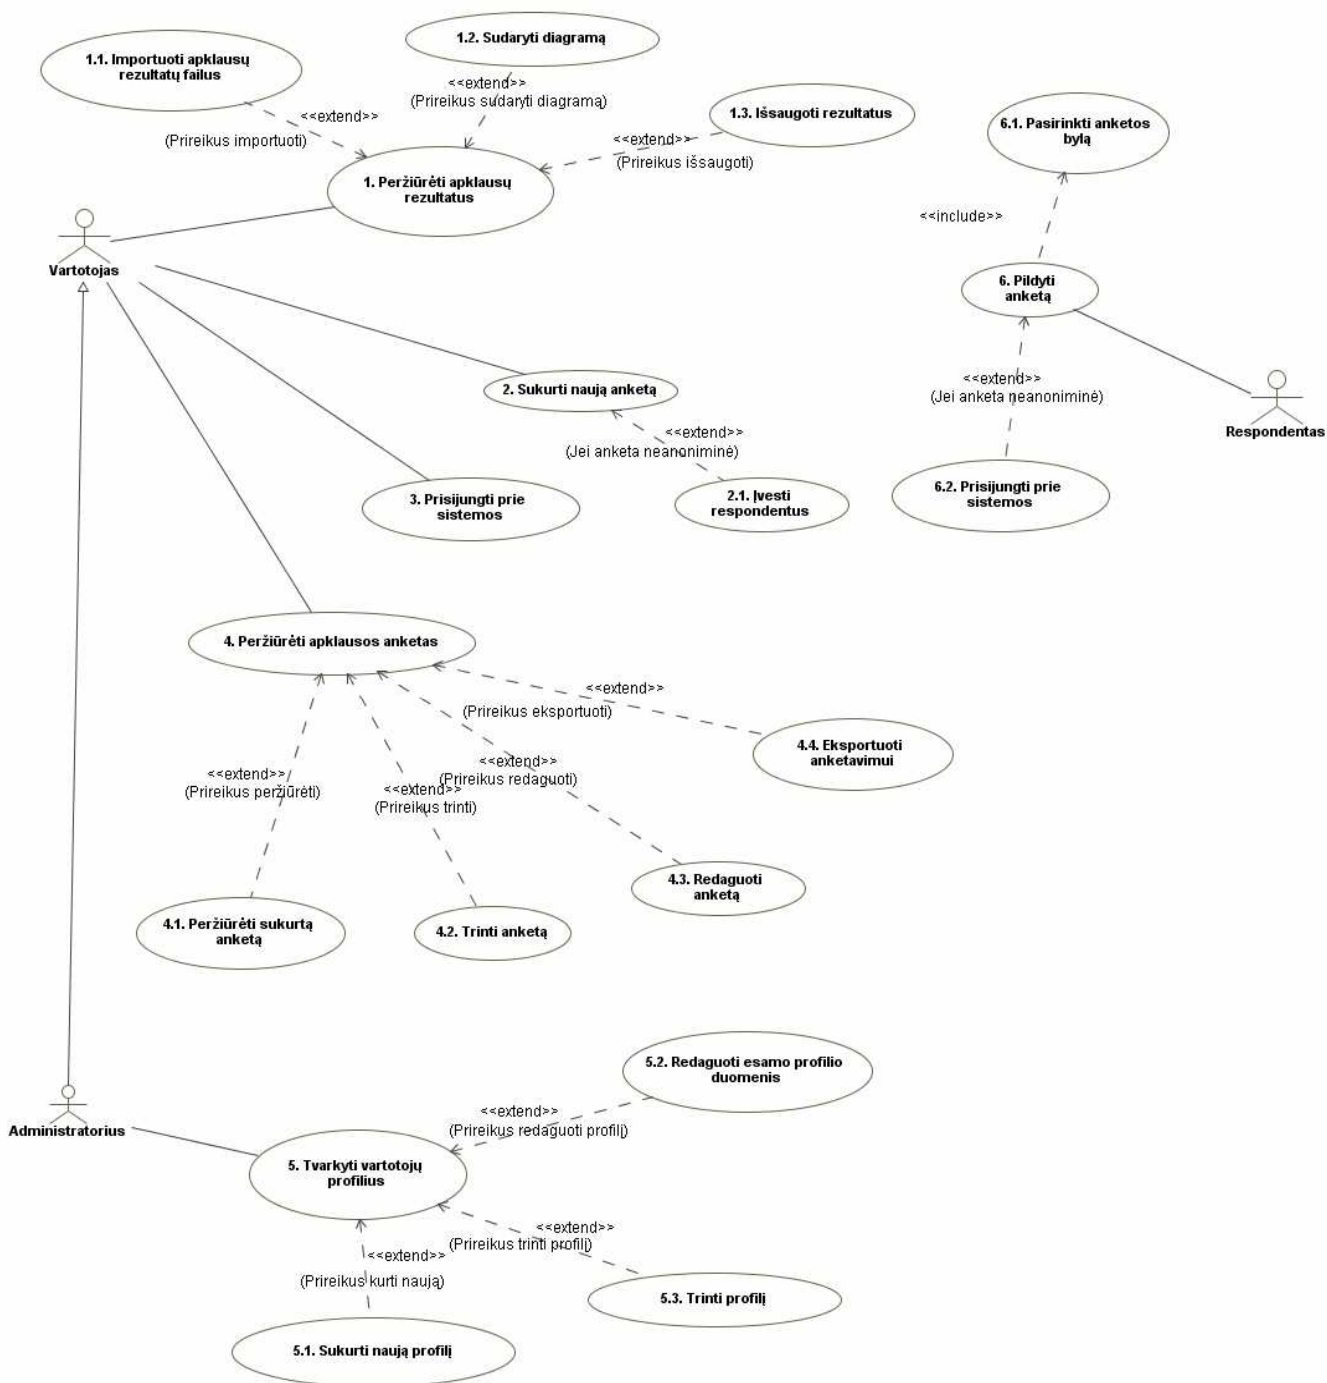 1.2. Sudaryti diagramą
1.1. Importuoti apklausų
rezultatų failus
<<extend>>
(Prireikus sudaryti diagramą)
<<extend>>
(Prireikus importuoti)
1.3. Išsaugoti rezultatus
<<extend>>
(Prireikus išsaugoti)
6.1. Pasirinkti anketos
bylą
1. Peržiūrėti apklausų
rezultatus
<<include>>
Vartotojas
6. Pildyti
anketą
2. Sukurti naują anketą
<<extend>>
(Jei anketa neanoniminė)
<<extend>>
(Jei anketa neanoniminė)
Respondentas
3. Prisijungti prie
sistemos
2.1. Įvesti
respondentus
6.2. Prisijungti prie
sistemos
4. Peržiūrėti apklausos anketas
<<extend>>
(Prireikus eksportuoti)
4.4. Eksportuoti
anketavimui
<<extend>>
(Prireikus peržiūrėti)
<<extend>>
(Prireikus trinti)
<<extend>>
(Prireikus redaguoti)
4.3. Redaguoti
anketą
4.1. Peržiūrėti sukurtą
anketą
4.2. Trinti anketą
5.2. Redaguoti esamo profilio
duomenis
<<extend>>
(Prireikus redaguoti profilį)
Administratorius
5. Tvarkyti vartotojų
profilius
<<extend>>
(Prireikus trinti profilį)
<<extend>>
(Prireikus kurti naują)
5.3. Trinti profilį
5.1. Sukurti naują profilį